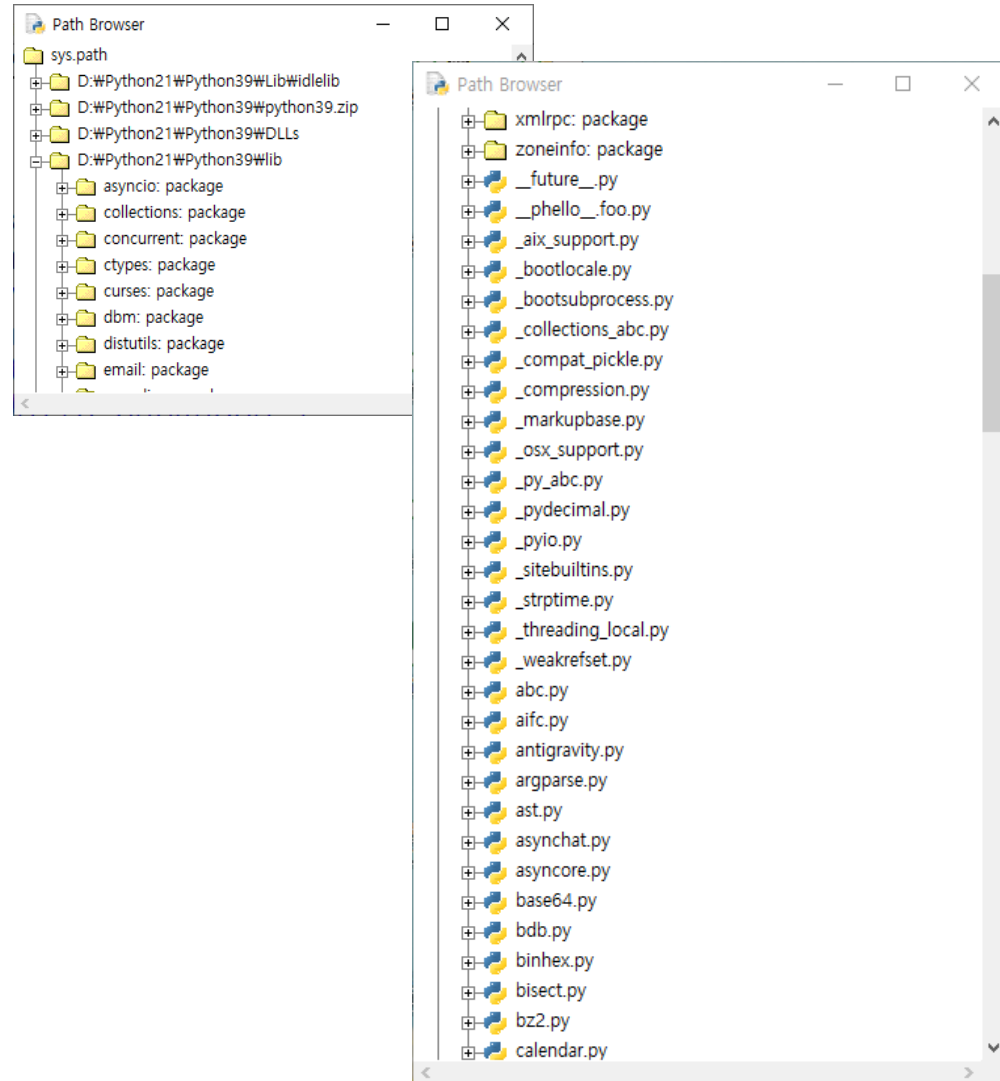 Path Browser
sys.path
D:₩Python21₩Python39₩Lib₩idlelib
D:₩Python21₩Python39₩python39.zip
D:₩Python21₩Python39₩DLLs
D:₩Python21₩Python39₩lib
asyncio: package
collections: package
concurrent: package
ctypes: package
curses: package
dbm: package
distutils: package
email: package
Path Browser
xmlrpc: package
zoneinfo: package
__future__.py
__phello__.foo.py
_aix_support.py
_bootlocale.py
_bootsubprocess.py
_collections_abc.py
_compat_pickle.py
_compression.py
_markupbase.py
_osx_support.py
_py_abc.py
_pydecimal.py
_pyio.py
_sitebuiltins.py
_strptime.py
_threading_local.py
_weakrefset.py
abc.py
aifc.py
antigravity.py
argparse.py
ast.py
asynchat.py
asyncore.py
base64.py
bdb.py
binhex.py
bisect.py
bz2.py
calendar.py